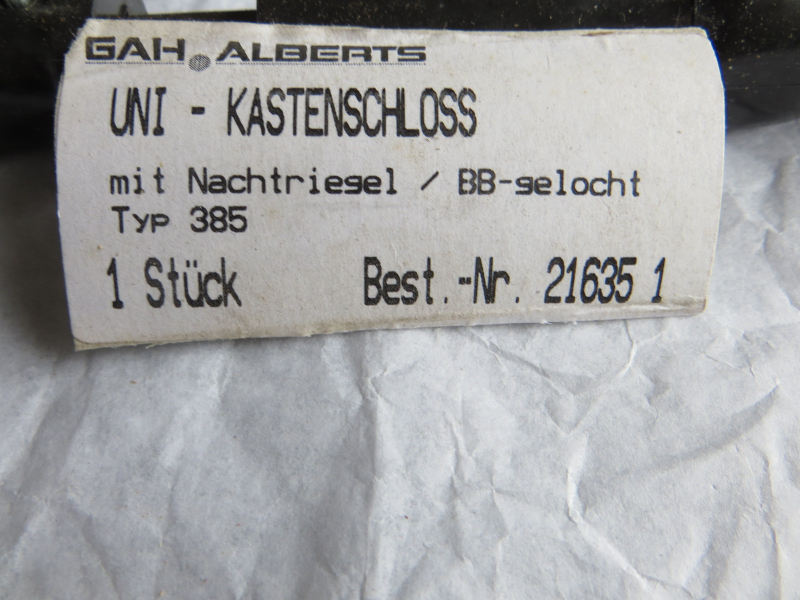 GAH ALBERTS
UNI - KASTENSCHLOSS
mit Nachtriegel / BB-gelocht
Typ 385
1 Stück Best.-Nr. 21635 1